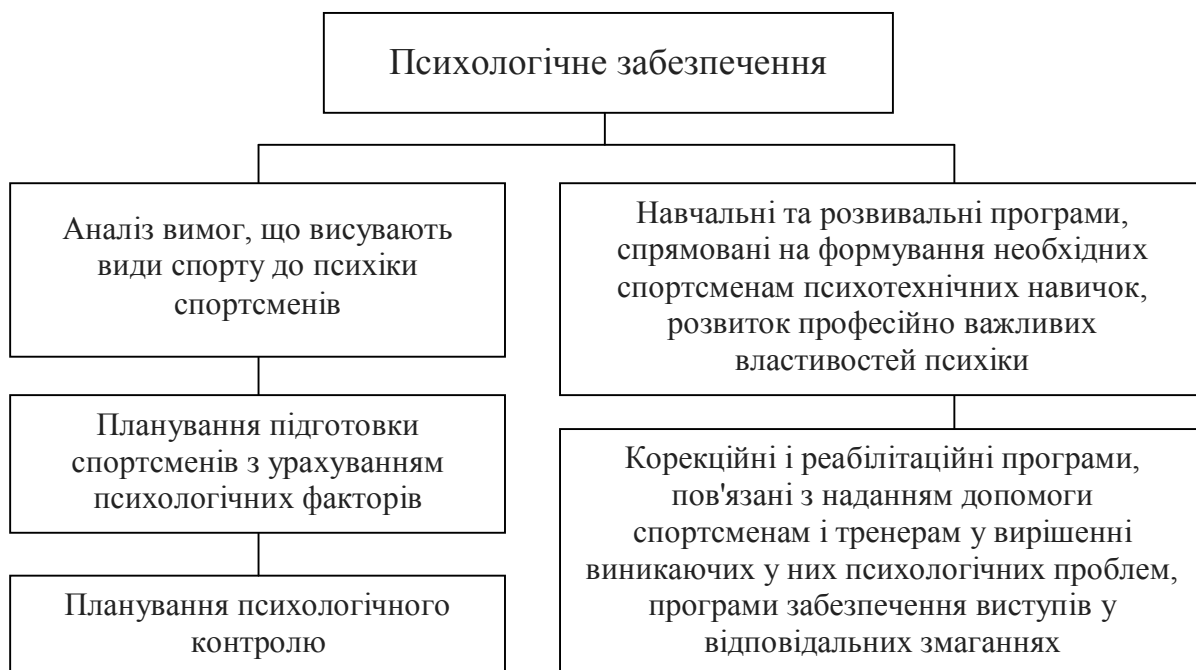 Психологічне забезпечення
Аналіз вимог, що висувають
види спорту до психіки
спортсменів
Планування підготовки
спортсменів з урахуванням
психологічних факторів
Планування психологічного
контролю
Навчальні та розвивальні програми,
спрямовані на формування необхідних
спортсменам психотехнічних навичок,
розвиток професійно важливих
властивостей психіки
Корекційні і реабілітаційні програми,
пов'язані з наданням допомоги
спортсменам і тренерам у вирішенні
виникаючих у них психологічних проблем,
програми забезпечення виступів у
відповідальних змаганнях